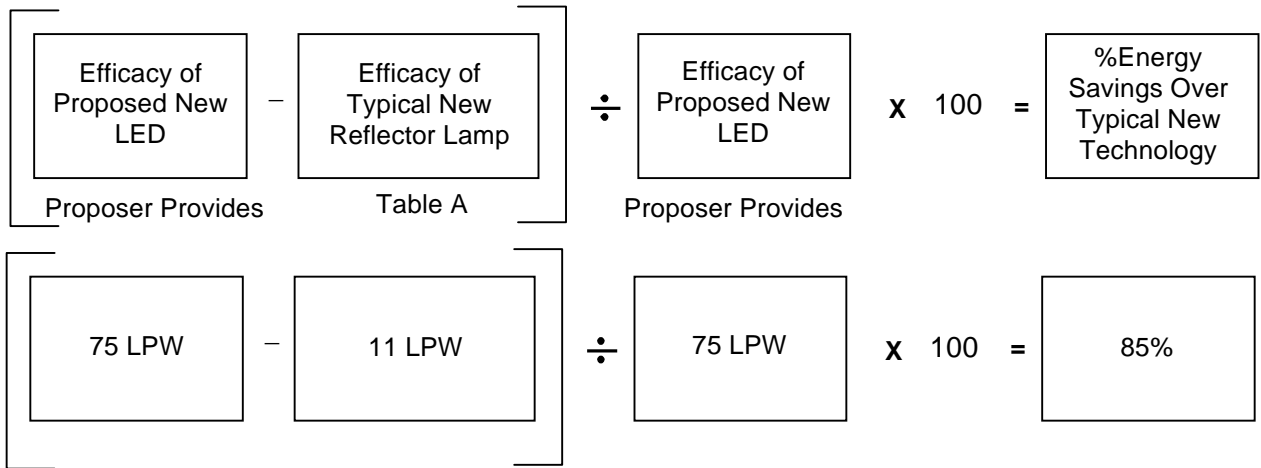 Efficacy of
Proposed New
LED
–
Efficacy of
Typical New
Reflector Lamp
÷
Efficacy of
Proposed New
LED
x 100 =
%Energy
Savings Over
Typical New
Technology
Proposer Provides
Table A
Proposer Provides
75 LPW – 11 LPW ÷ 75 LPW x 100 = 85%